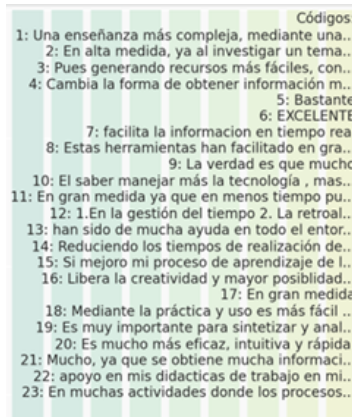 Códigos:
1: Una enseñanza más compleja, mediante una...
2: En alta medida, ya al investigar un tema...
3: Pues generando recursos más fáciles, con...
4: Cambia la forma de obtener información m...
5: Bastante
6: EXCELENTE
7: facilita la informacion en tiempo rea
8: Estas herramientas han facilitado en gra...
9: La verdad es que mucho
10: El saber manejar más la tecnología , mas...
11: En gran medida ya que en menos tiempo pu...
12: 1.En la gestión del tiempo 2. La retroal...
13: han sido de mucha ayuda en todo el entor...
14: Reduciendo los tiempos de realización de...
15: Si mejoro mi proceso de aprendizaje de l...
16: Libera la creatividad y mayor posiblidad...
17: En gran medida
18: Mediante la práctica y uso es más fácil ...
19: Es muy importante para sintetizar y anal...
20: Es mucho más eficaz, intuitiva y rápida
21: Mucho, ya que se obtiene mucha informaci...
22: apoyo en mis didacticas de trabajo en mi...
23: En muchas actividades donde los procesos...